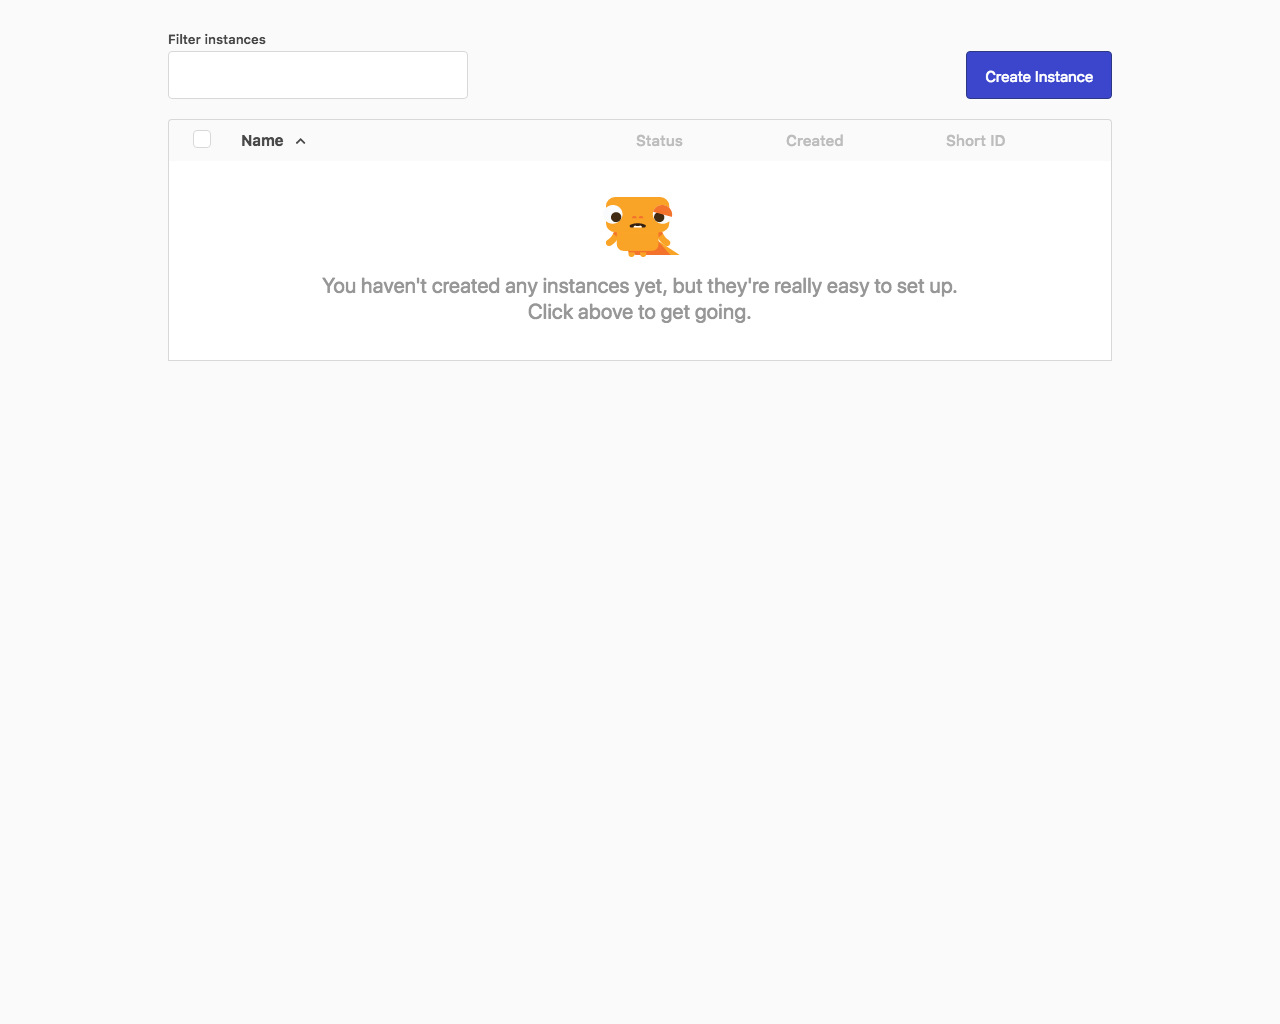 Filter instances
Create Instance
Name Status Created Short ID
You haven't created any instances yet, but they're really easy to set up.
Click above to get going.